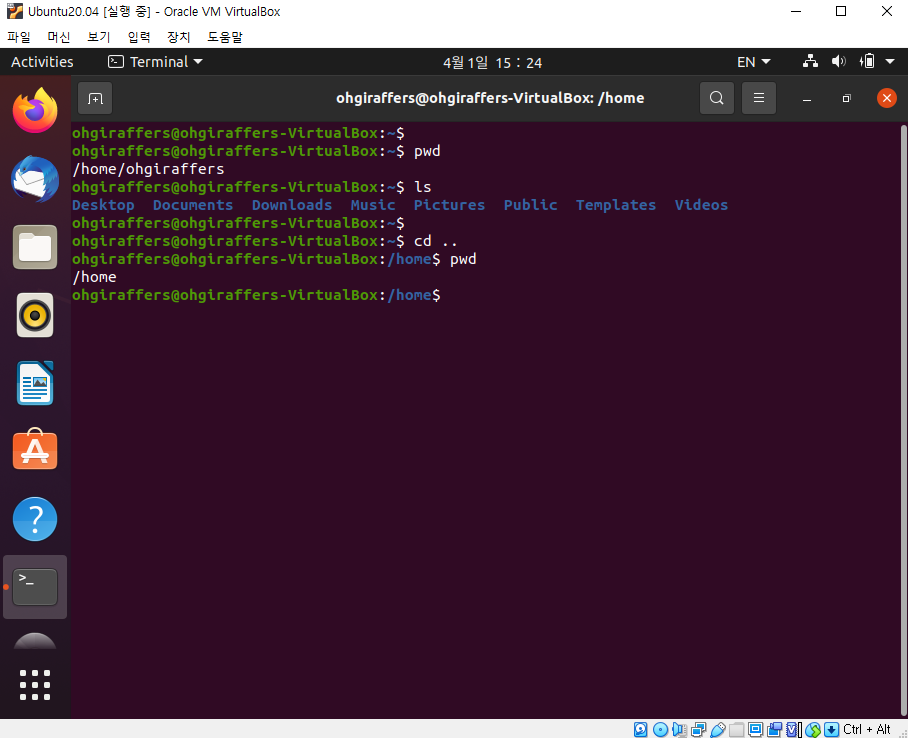 Ubuntu20.04 [실행 중] - Oracle VM VirtualBox
파일 머신 보기 입력 장치 도움말
Activities Terminal 4월 1일 15 : 24 EN
ohgiraffers@ohgiraffers-VirtualBox: /home
ohgiraffers@ohgiraffers-VirtualBox:~$
ohgiraffers@ohgiraffers-VirtualBox:~$ pwd
/home/ohgiraffers
ohgiraffers@ohgiraffers-VirtualBox:~$ ls
Desktop Documents Downloads Music Pictures Public Templates Videos
ohgiraffers@ohgiraffers-VirtualBox:~$
ohgiraffers@ohgiraffers-VirtualBox:~$ cd ..
ohgiraffers@ohgiraffers-VirtualBox:/home$ pwd
/home
ohgiraffers@ohgiraffers-VirtualBox:/home$
Ctrl + Alt